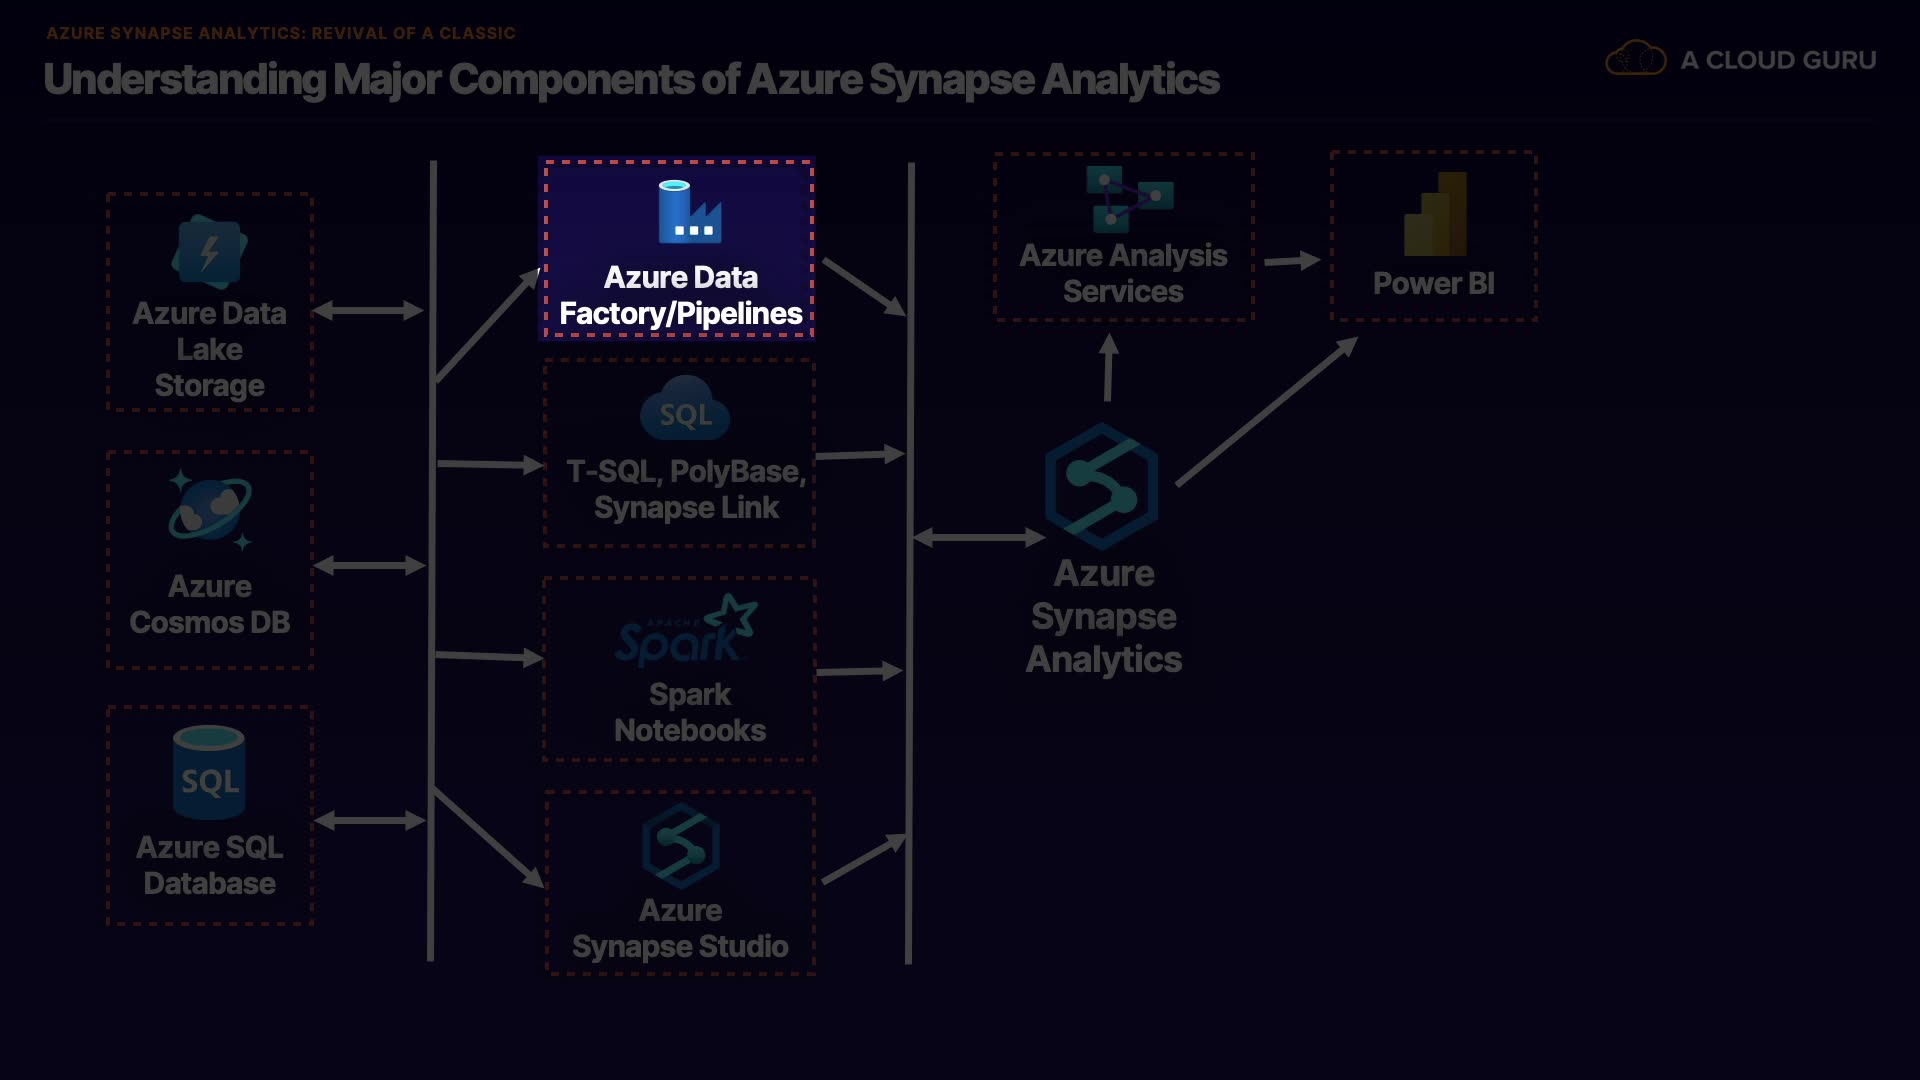 AZURE SYNAPSE ANALYTICS: REVIVAL OF A CLASSIC
Understanding Major Components of Azure Synapse Analytics
A CLOUD GURU
Azure Data
Lake
Storage
Azure
Cosmos DB
SQL
Azure SQL
Database
Azure Data
Factory/Pipelines
SQL
T-SQL, PolyBase,
Synapse Link
APACHE
Spark
Spark
Notebooks
Azure
Synapse Studio
Azure Analysis
Services
Power BI
Azure
Synapse
Analytics